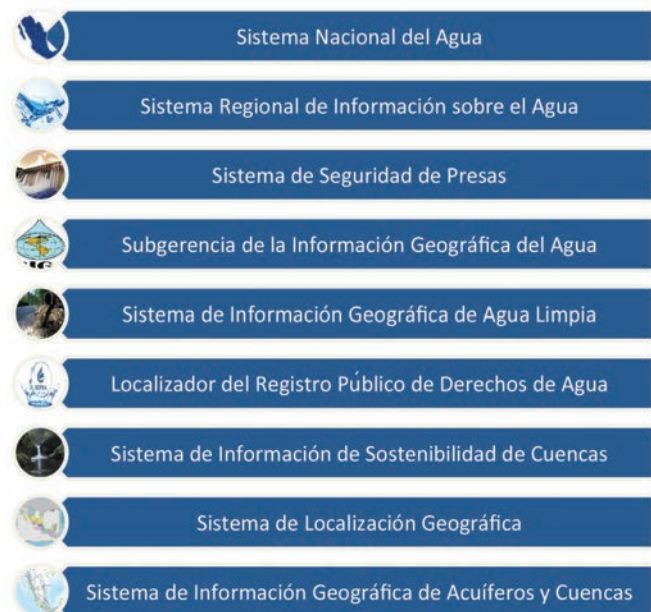 Sistema Nacional del Agua
Sistema Regional de Información sobre el Agua
Sistema de Seguridad de Presas
Subgerencia de la Información Geográfica del Agua
Sistema de Información Geográfica de Agua Limpia
Localizador del Registro Público de Derechos de Agua
Sistema de Información de Sostenibilidad de Cuencas
Sistema de Localización Geográfica
Sistema de Información Geográfica de Acuíferos y Cuencas